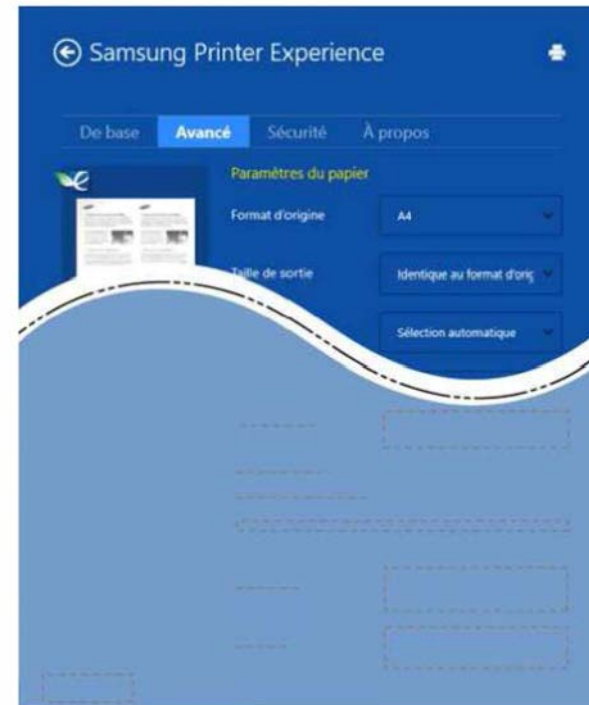 Samsung Printer Experience
De base Avancé Sécurité À propos
Paramètres du papier
Format d'origine A4
Taille de sortie Identique au format d'orig
Sélection automatique